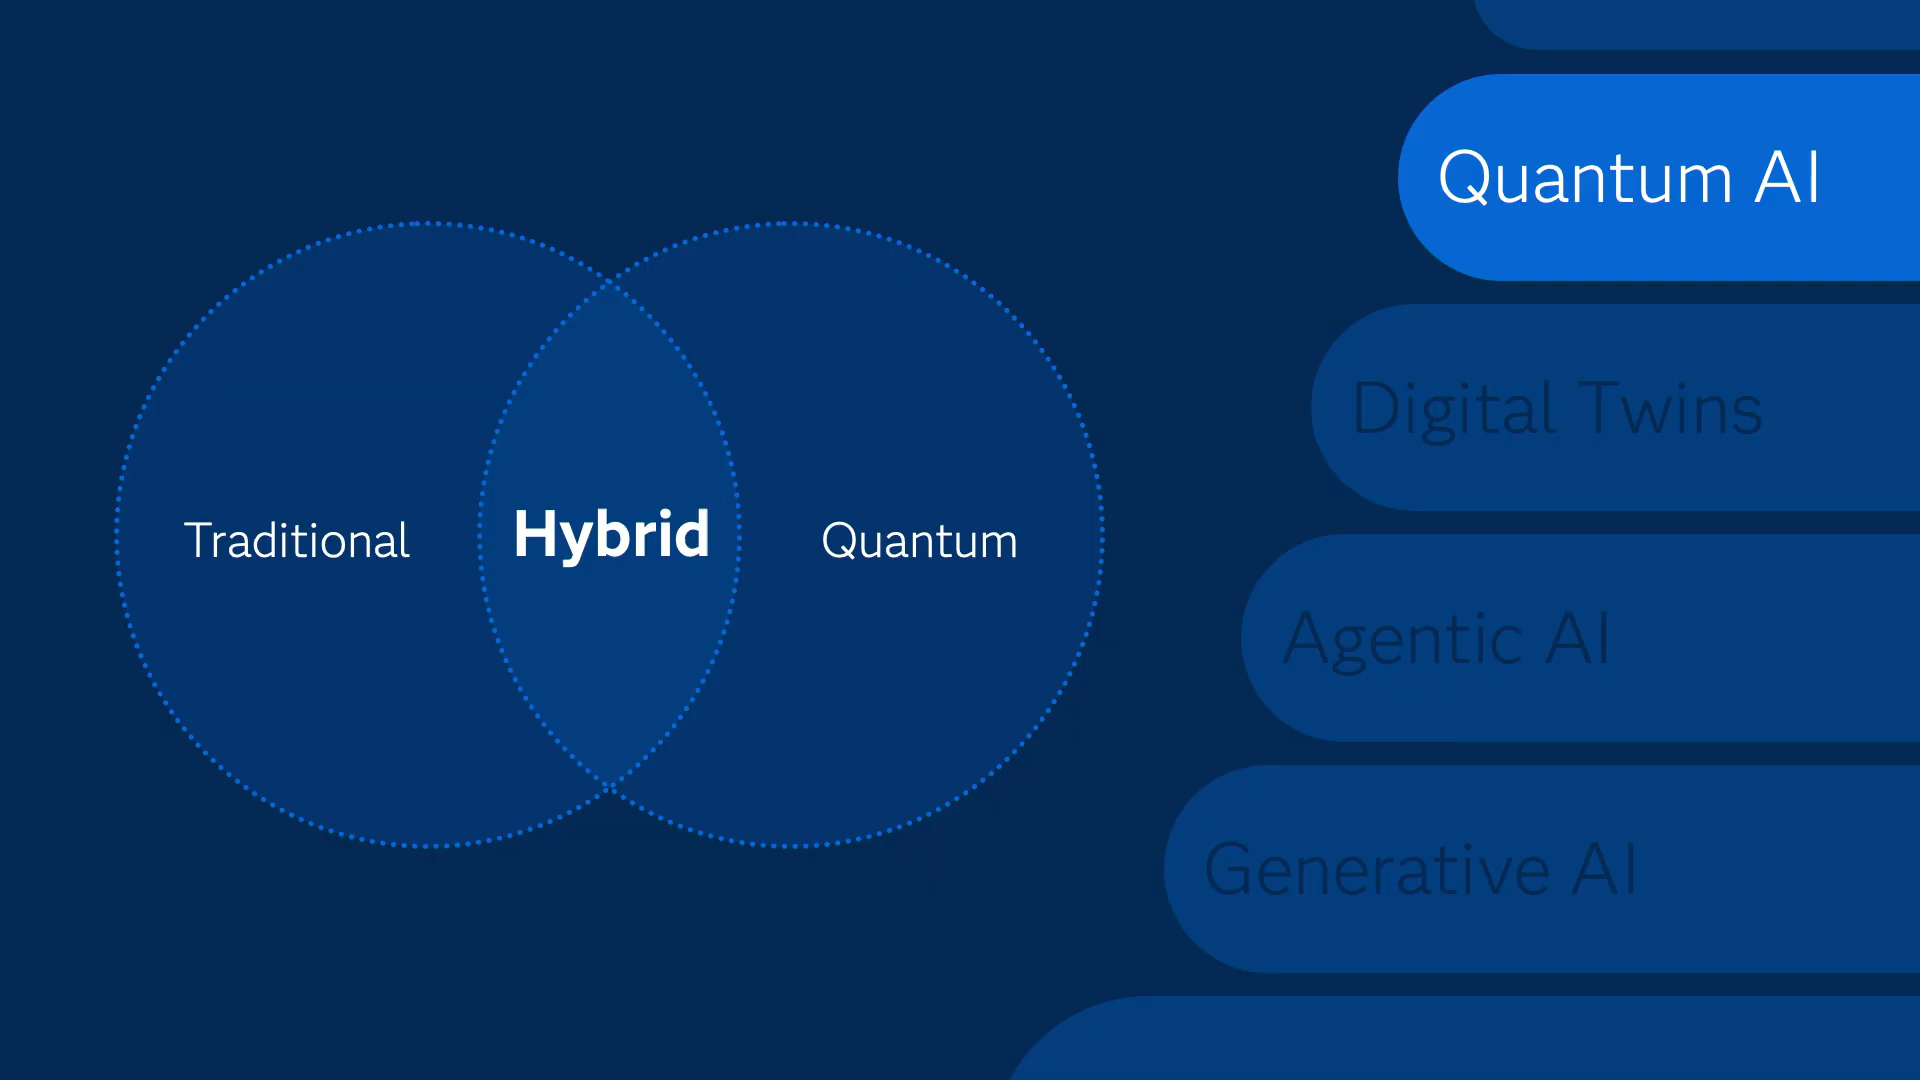 Traditional
Hybrid
Quantum
Quantum AI
Digital Twins
Agentic AI
Generative AI